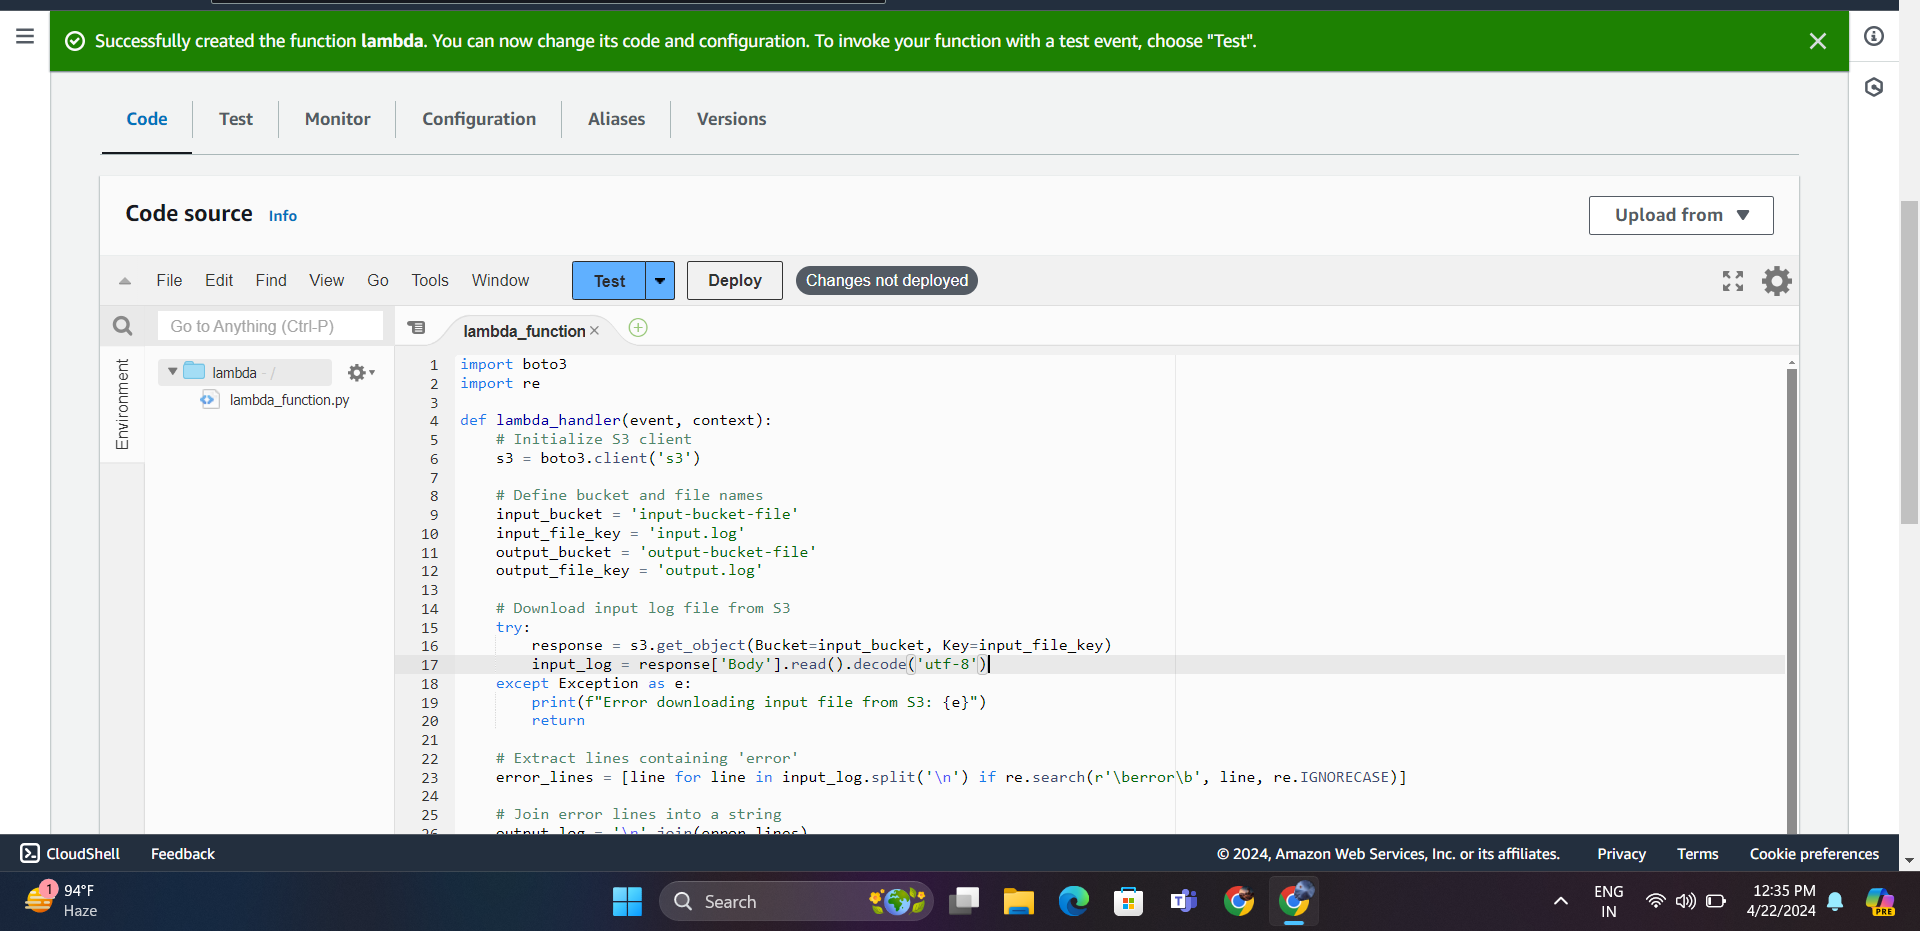 Successfully created the function lambda. You can now change its code and configuration. To invoke your function with a test event, choose "Test".
Code
Test
Monitor
Configuration
Aliases
Versions
Code source Info
Upload from
File Edit Find View Go Tools Window
Test
Deploy
Changes not deployed
Go to Anything (Ctrl-P)
lambda_function
Environment
lambda - /
lambda_function.py
1 import boto3
2 import re
3
4 def lambda_handler(event, context):
5 # Initialize S3 client
6 s3 = boto3.client('s3')
7
8 # Define bucket and file names
9 input_bucket = 'input-bucket-file'
10 input_file_key = 'input.log'
11 output_bucket = 'output-bucket-file'
12 output_file_key = 'output.log'
13
14 # Download input log file from S3
15 try:
16 response = s3.get_object(Bucket=input_bucket, Key=input_file_key)
17 input_log = response['Body'].read().decode('utf-8')
18 except Exception as e:
19 print(f"Error downloading input file from S3: {e}")
20 return
21
22 # Extract lines containing 'error'
23 error_lines = [line for line in input_log.split('\n') if re.search(r'\berror\b', line, re.IGNORECASE)]
24
25 # Join error lines into a string
26 output_log = '\n'.join(error_lines)
CloudShell
Feedback
© 2024, Amazon Web Services, Inc. or its affiliates.
Privacy
Terms
Cookie preferences
1
94°F
Haze
Search
T
ENG
IN
12:35 PM
4/22/2024
PRE